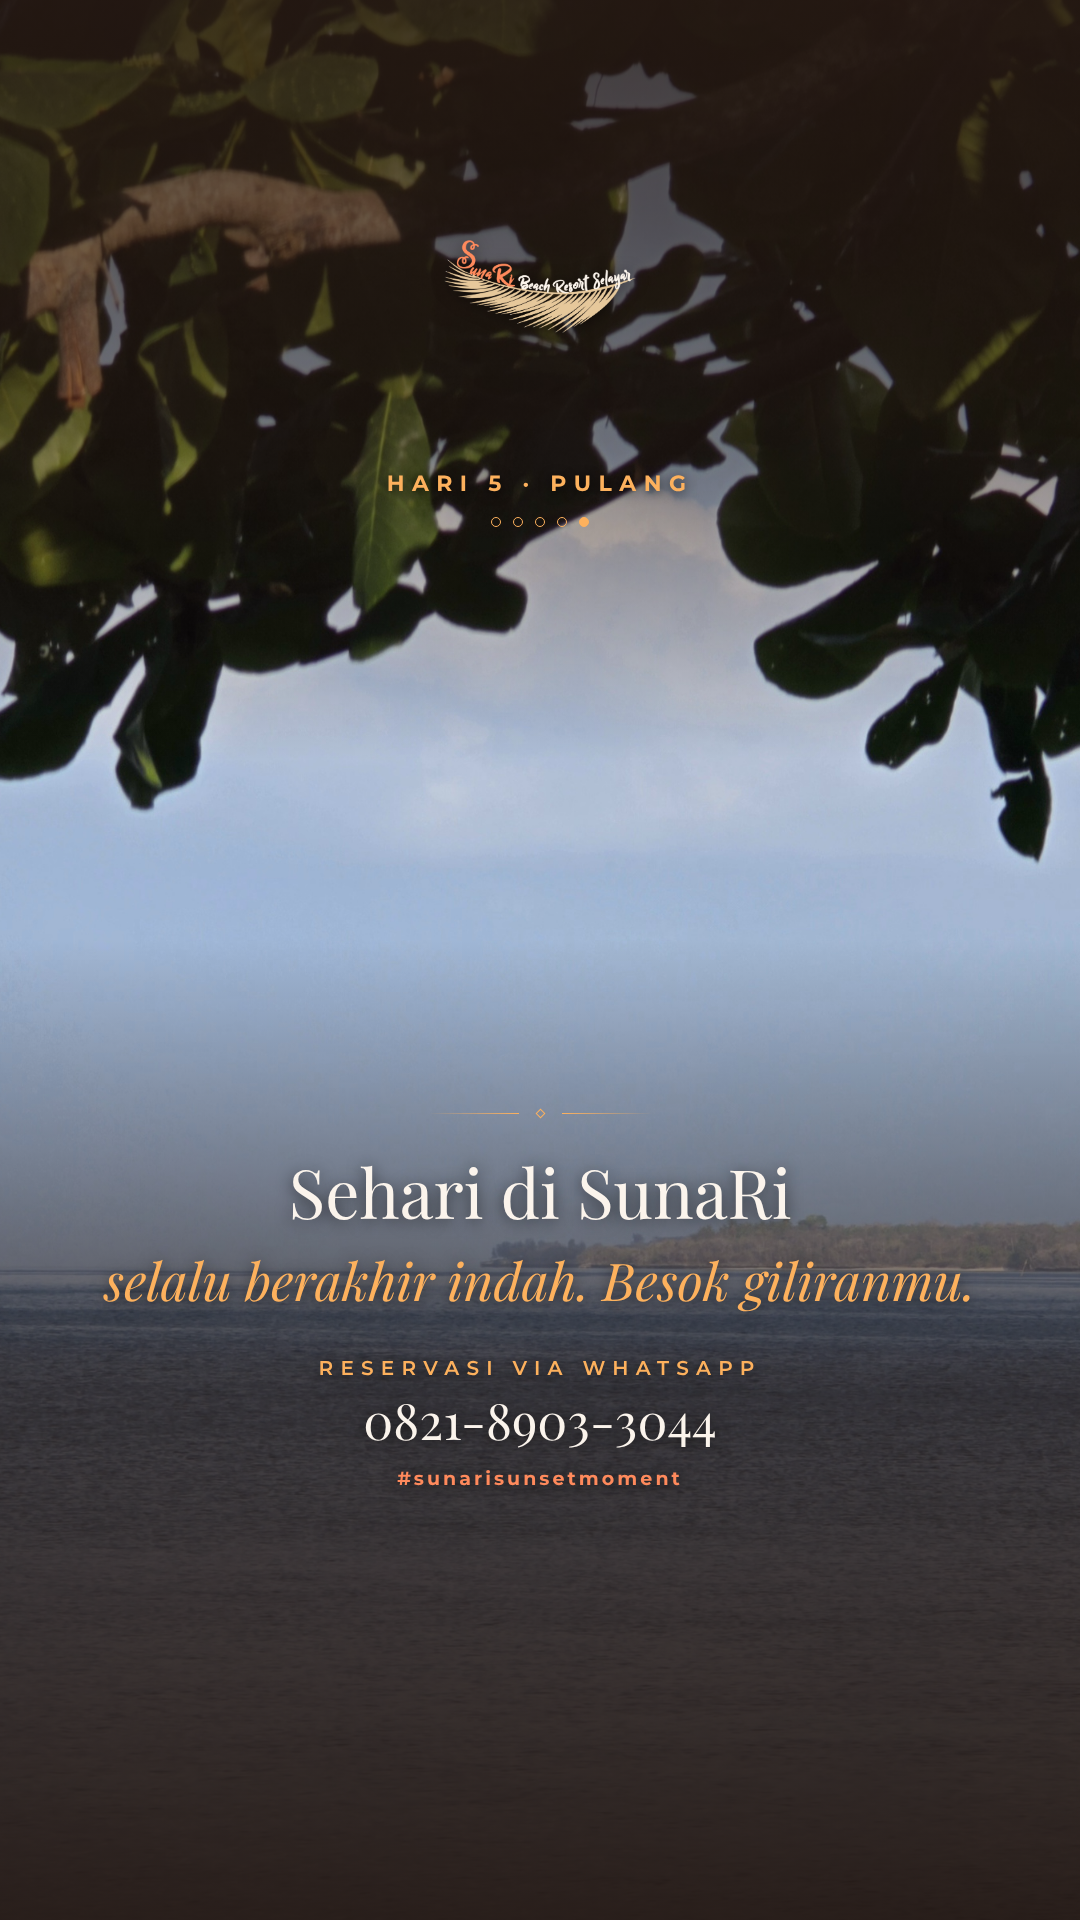 SunaRi Beach Resort Selayar
HARI 5 · PULANG
Sehari di SunaRi
selalu berakhir indah. Besok giliranmu.
RESERVASI VIA WHATSAPP
0821-8903-3044
#sunarisunsetmoment